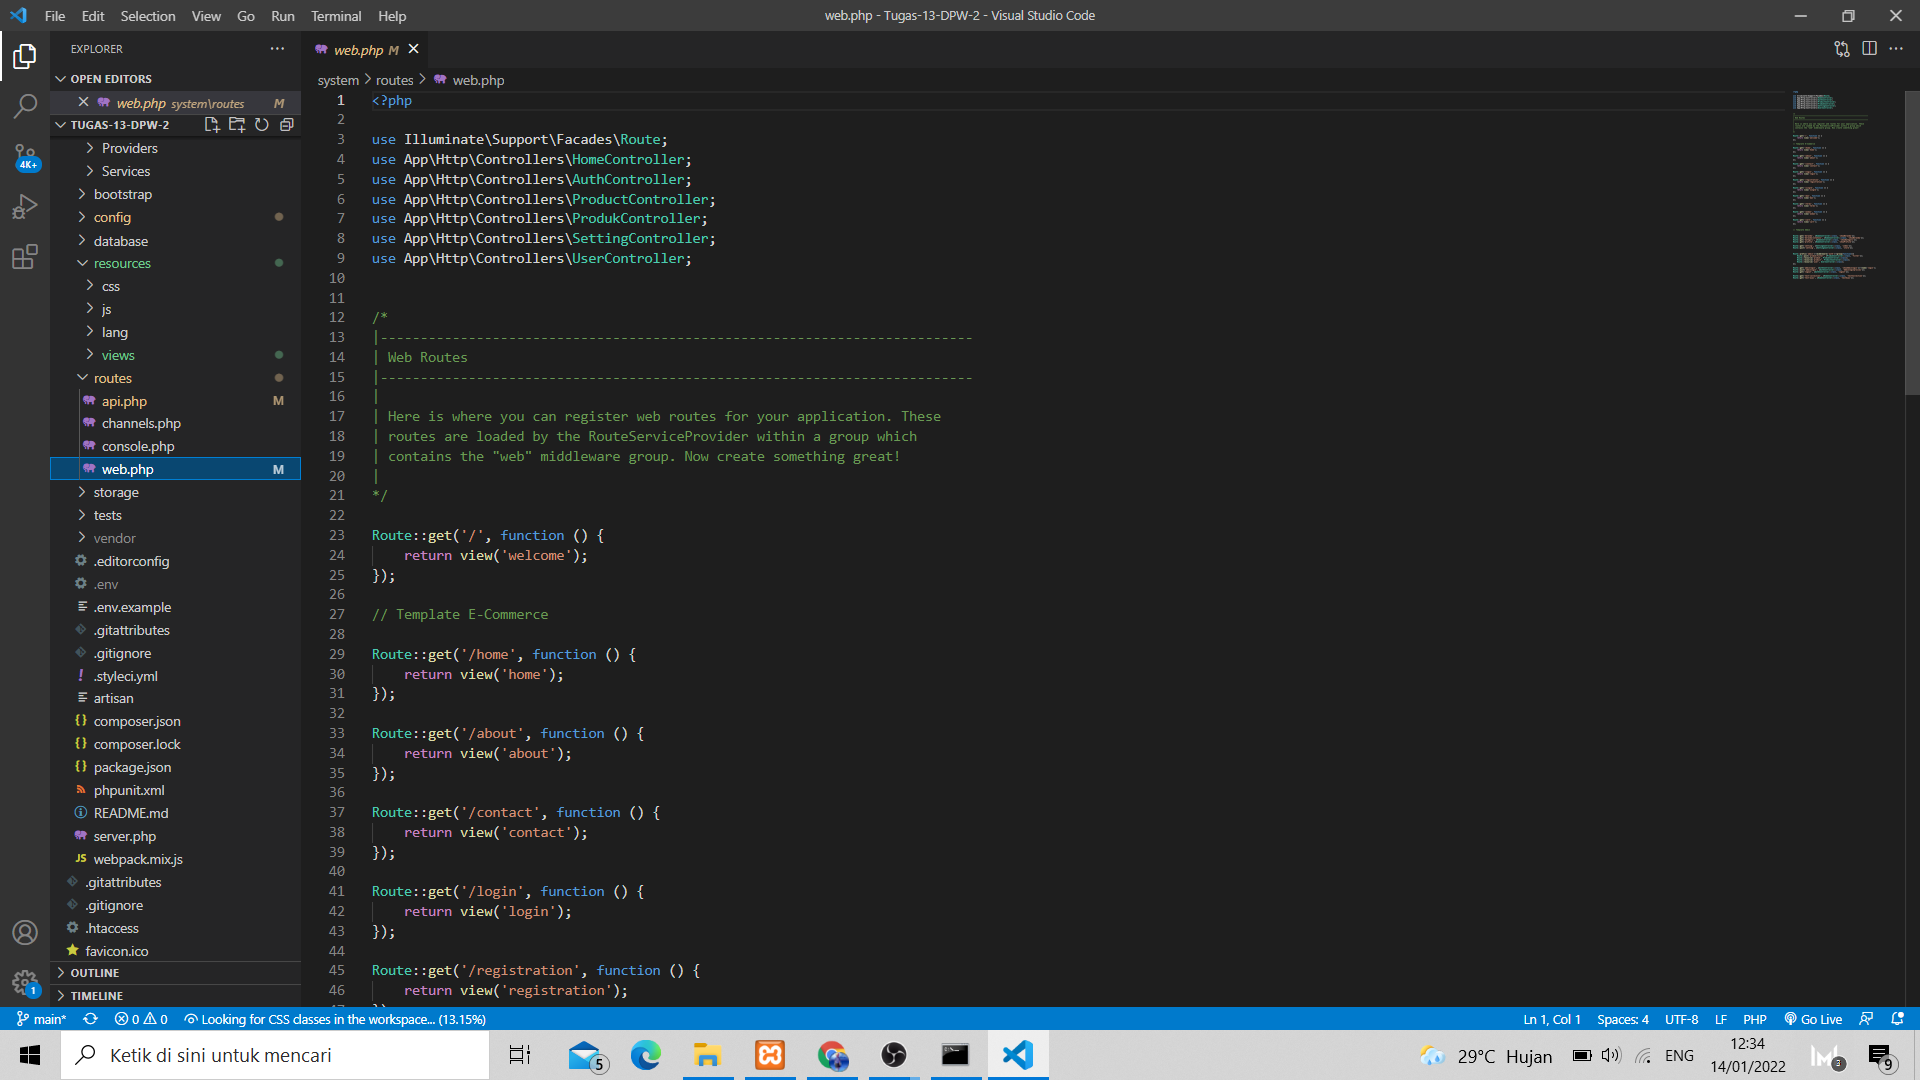 File Edit Selection View Go Run Terminal Help
web.php - Tugas-13-DPW-2 - Visual Studio Code
EXPLORER
OPEN EDITORS
web.php system\routes M
TUGAS-13-DPW-2
Providers
Services
bootstrap
config
database
resources
css
js
lang
views
routes
api.php M
channels.php
console.php
web.php M
storage
tests
vendor
.editorconfig
.env
.env.example
.gitattributes
.gitignore
.styleci.yml
artisan
composer.json
composer.lock
package.json
phpunit.xml
README.md
server.php
webpack.mix.js
.gitattributes
.gitignore
.htaccess
favicon.ico
OUTLINE
TIMELINE
4K+
1
web.php M
system > routes > web.php
1 <?php
2
3 use Illuminate\Support\Facades\Route;
4 use App\Http\Controllers\HomeController;
5 use App\Http\Controllers\AuthController;
6 use App\Http\Controllers\ProductController;
7 use App\Http\Controllers\ProdukController;
8 use App\Http\Controllers\SettingController;
9 use App\Http\Controllers\UserController;
10
11
12 /*
13 |--------------------------------------------------------------------------
14 | Web Routes
15 |--------------------------------------------------------------------------
16 |
17 | Here is where you can register web routes for your application. These
18 | routes are loaded by the RouteServiceProvider within a group which
19 | contains the "web" middleware group. Now create something great!
20 |
21 */
22
23 Route::get('/', function () {
24     return view('welcome');
25 });
26
27 // Template E-Commerce
28
29 Route::get('/home', function () {
30     return view('home');
31 });
32
33 Route::get('/about', function () {
34     return view('about');
35 });
36
37 Route::get('/contact', function () {
38     return view('contact');
39 });
40
41 Route::get('/login', function () {
42     return view('login');
43 });
44
45 Route::get('/registration', function () {
46     return view('registration');
main* 0 0 Looking for CSS classes in the workspace... (13.15%)
Ln 1, Col 1 Spaces: 4 UTF-8 LF PHP Go Live
Ketik di sini untuk mencari
5
29°C Hujan ENG
12:34
14/01/2022
3
9